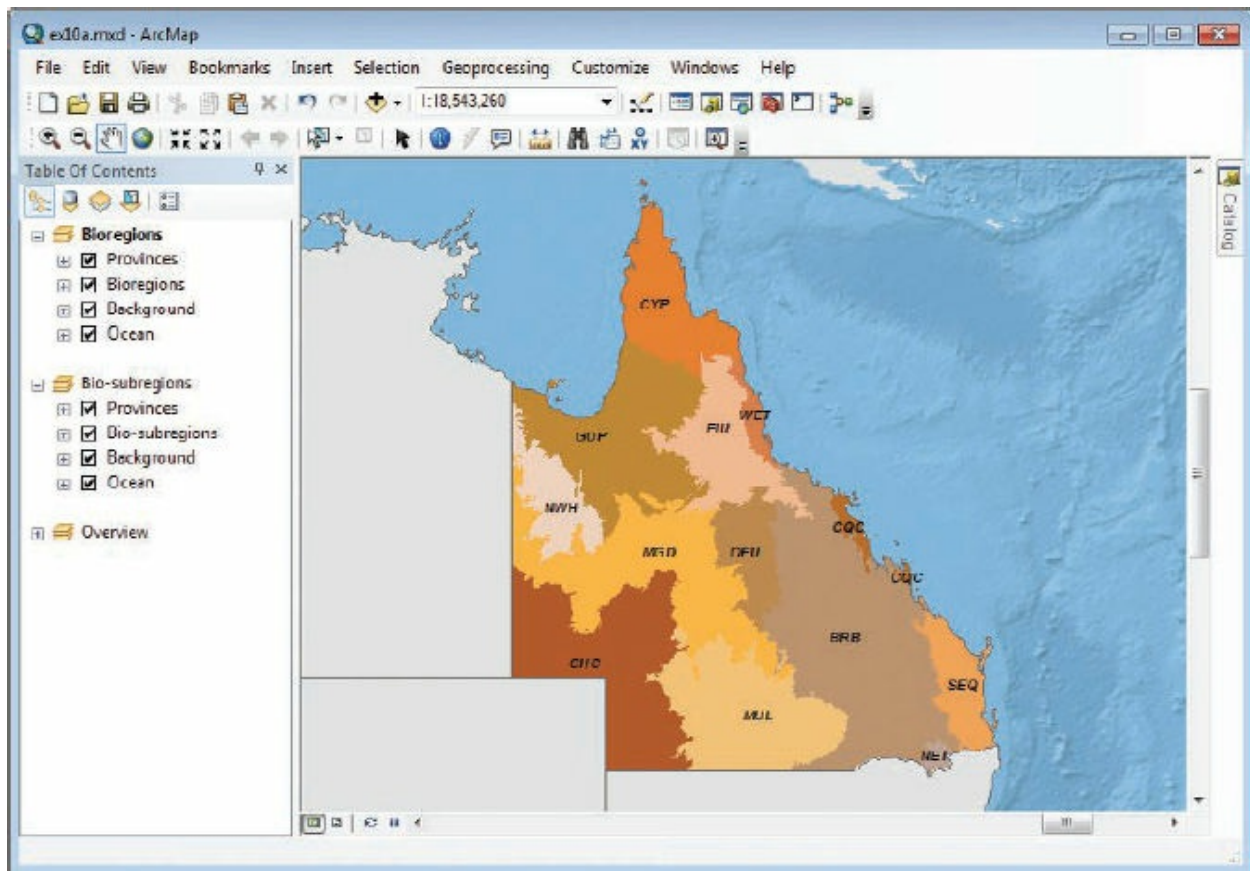 ex10a.mxd - ArcMap
File Edit View Bookmarks Insert Selection Geoprocessing Customize Windows Help
1:18,543,260
Table Of Contents
Catalog
Bioregions
Provinces
Bioregions
Background
Ocean
Bio-subregions
Provinces
Bio-subregions
Background
Ocean
Overview
CYP
WET
GUP
EIU
NWH
CQC
MGD
DEU
CQC
BRB
CHC
SEQ
MUL
NET